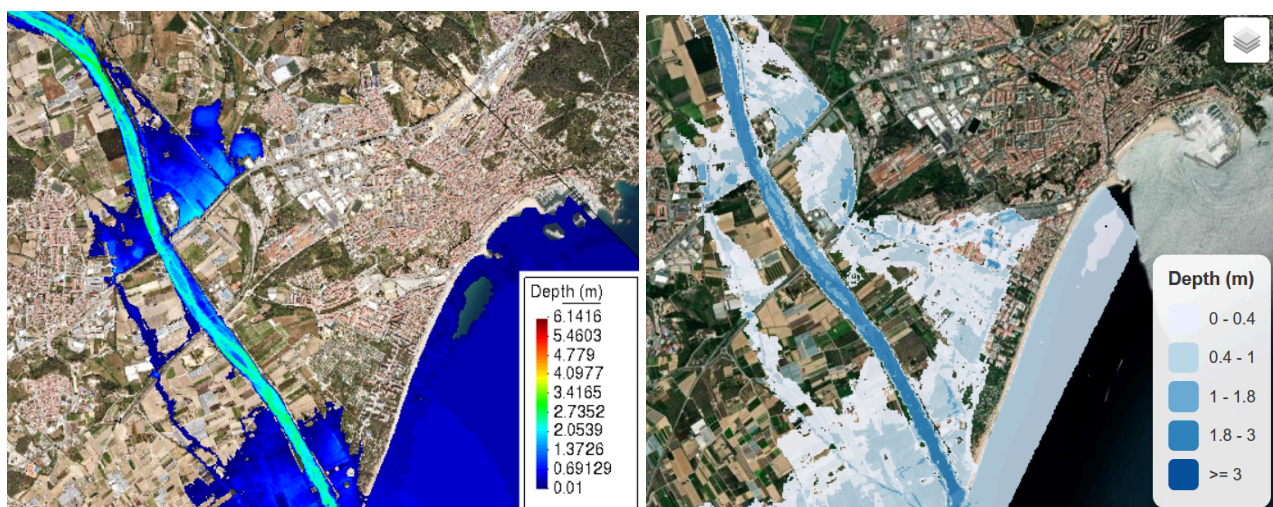 Depth (m)
6.1416
5.4603
4.779
4.0977
3.4165
2.7352
2.0539
1.3726
0.69129
0.01
Depth (m)
0 - 0.4
0.4 - 1
1 - 1.8
1.8 - 3
>= 3